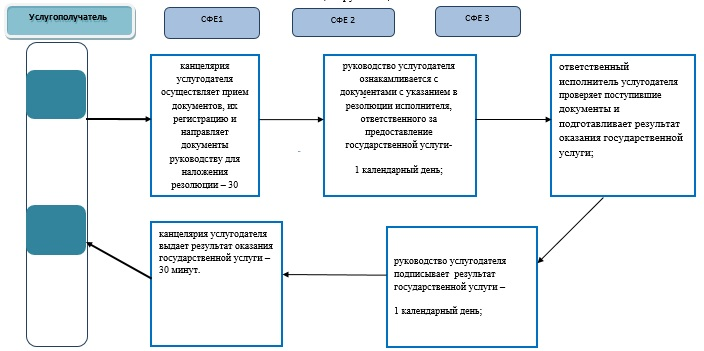 Услугополучатель
СФЕ1
СФЕ 2
СФЕ 3
канцелярия
услугодателя
осуществляет прием
документов, их
регистрацию и
направляет
документы
руководству для
наложения
резолюции – 30
руководство услугодателя
ознакамливается с
документами с указанием в
резолюции исполнителя,
ответственного за
предоставление
государственной услуги-
1 календарный день;
ответственный
исполнитель услугодателя
проверяет поступившие
документы и
подготавливает результат
оказания государственной
услуги;
канцелярия услугодателя
выдает результат оказания
государственной услуги –
30 минут.
руководство услугодателя
подписывает результат
государственной услуги –
1 календарный день;